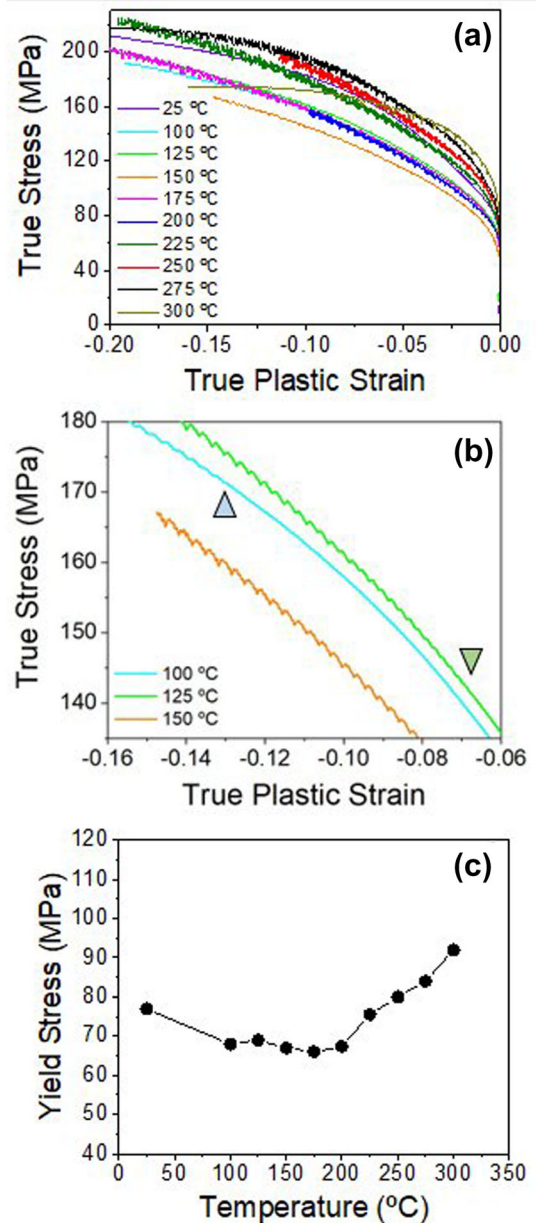 (a)
True Stress (MPa)
200
160
120
80
40
0
25 ºC
100 ºC
125 ºC
150 ºC
175 ºC
200 ºC
225 ºC
250 ºC
275 ºC
300 ºC
-0.20 -0.15 -0.10 -0.05 0.00
True Plastic Strain
(b)
True Stress (MPa)
180
170
160
150
140
100 ºC
125 ºC
150 ºC
-0.16 -0.14 -0.12 -0.10 -0.08 -0.06
True Plastic Strain
(c)
Yield Stress (MPa)
120
110
100
90
80
70
60
50
40
0 50 100 150 200 250 300 350
Temperature (ºC)